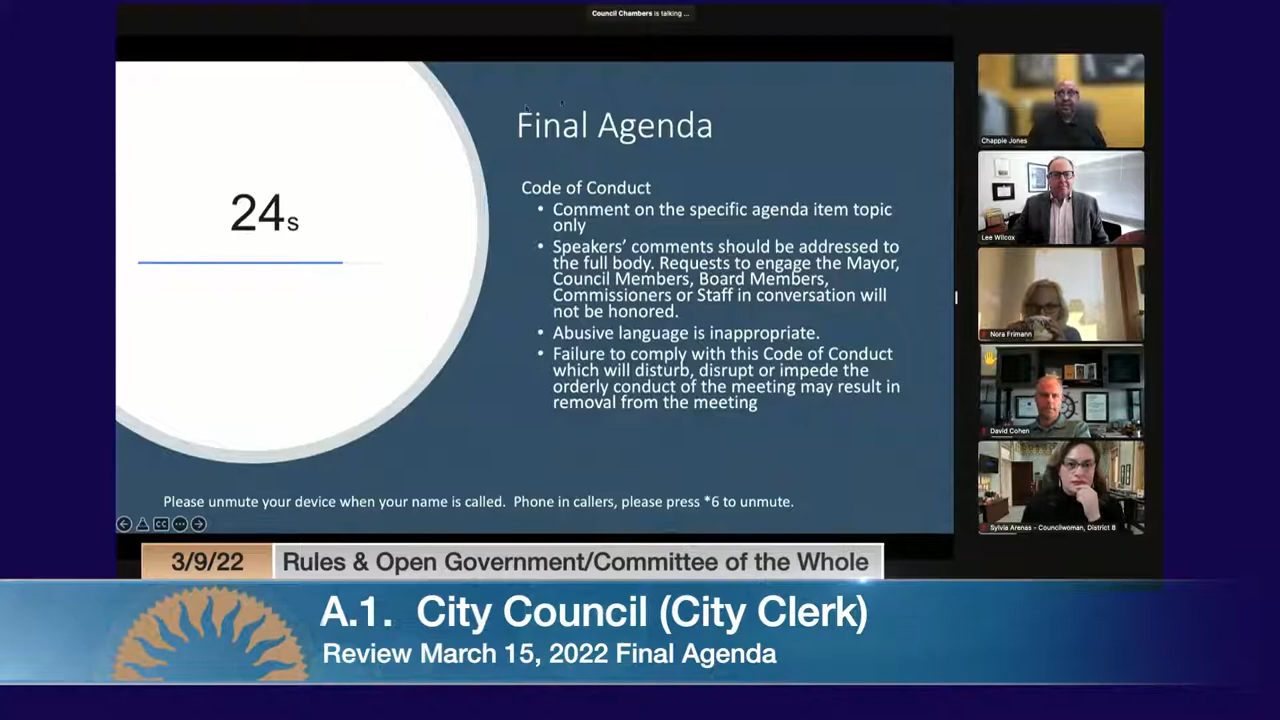 Council Chambers is talking ...
Final Agenda
24s
Code of Conduct
• Comment on the specific agenda item topic
only
• Speakers' comments should be addressed to
the full body. Requests to engage the Mayor,
Council Members, Board Members,
Commissioners or Staff in conversation will
not be honored.
• Abusive language is inappropriate.
• Failure to comply with this Code of Conduct
which will disturb, disrupt or impede the
orderly conduct of the meeting may result in
removal from the meeting
Please unmute your device when your name is called. Phone in callers, please press *6 to unmute.
CC
Chappie Jones
Lee Wilcox
Nora Frimann
David Cohen
Sylvia Arenas - Councilwoman, District 8
3/9/22 Rules & Open Government/Committee of the Whole
A.1. City Council (City Clerk)
Review March 15, 2022 Final Agenda